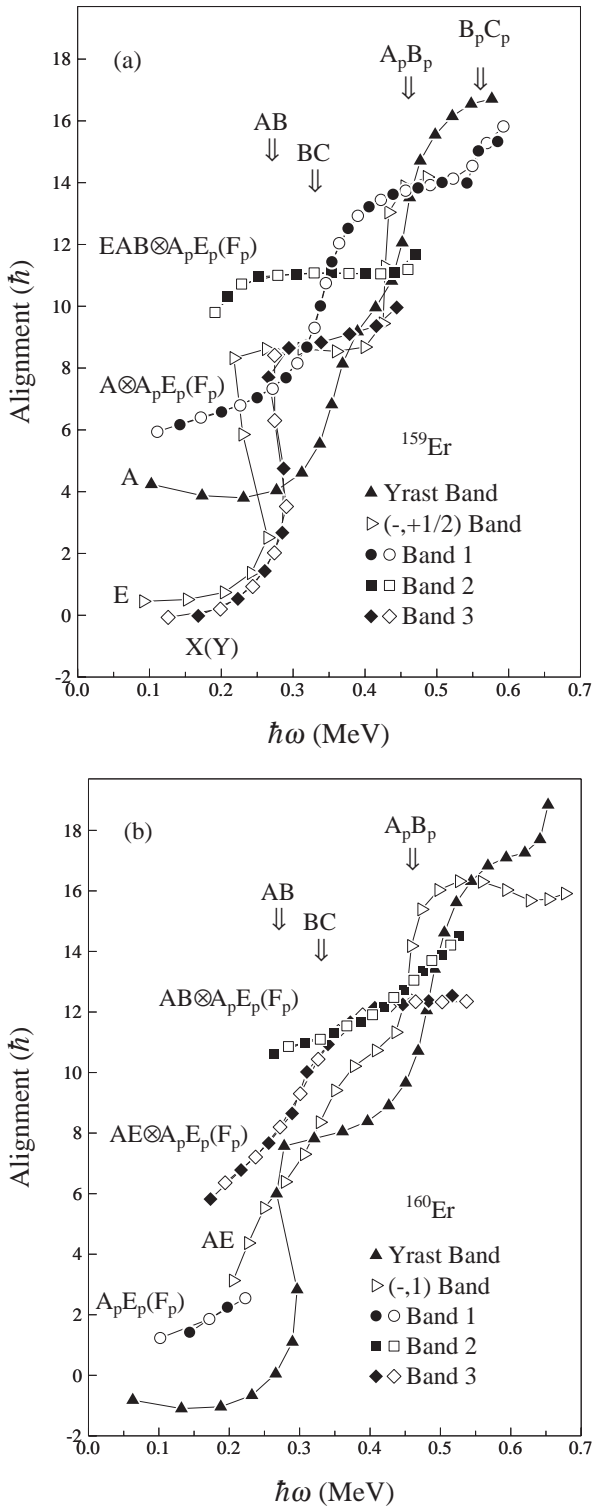 18
16
14
12
10
8
6
4
2
0
-2
Alignment (ℏ)
(a)
B_pC_p
⇓
A_pB_p
⇓
AB
⇓
BC
⇓
EAB⊗A_pE_p(F_p)
A⊗A_pE_p(F_p)
A
E
X(Y)
¹⁵⁹Er
▲ Yrast Band
▷ (-,+1/2) Band
●○ Band 1
■□ Band 2
◆◇ Band 3
0.0 0.1 0.2 0.3 0.4 0.5 0.6 0.7
ℏω (MeV)
18
16
14
12
10
8
6
4
2
0
-2
Alignment (ℏ)
(b)
A_pB_p
⇓
AB
⇓
BC
⇓
AB⊗A_pE_p(F_p)
AE⊗A_pE_p(F_p)
AE
A_pE_p(F_p)
¹⁶⁰Er
▲ Yrast Band
▷ (-,1) Band
●○ Band 1
■□ Band 2
◆◇ Band 3
0.0 0.1 0.2 0.3 0.4 0.5 0.6 0.7
ℏω (MeV)